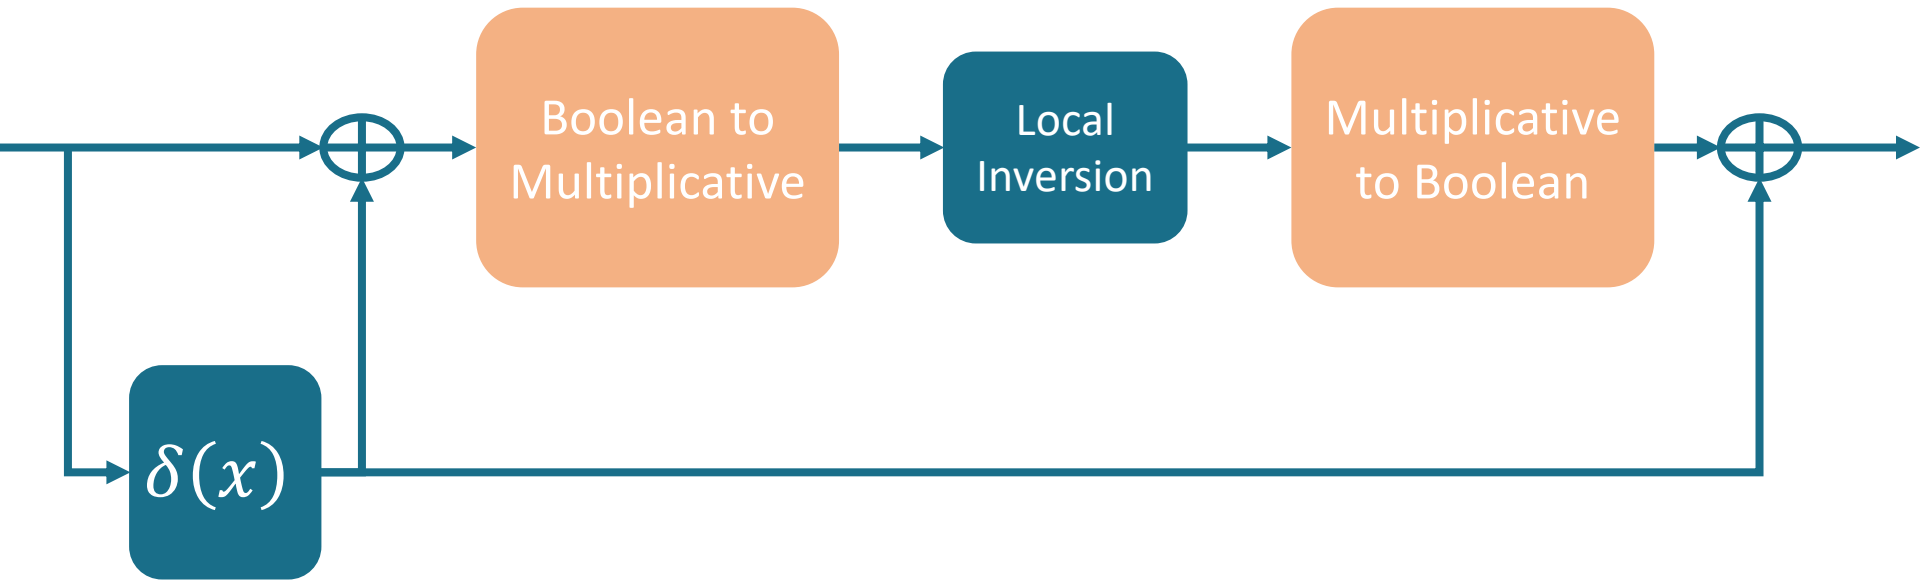 Boolean to
Multiplicative
Local
Inversion
Multiplicative
to Boolean
δ(x)